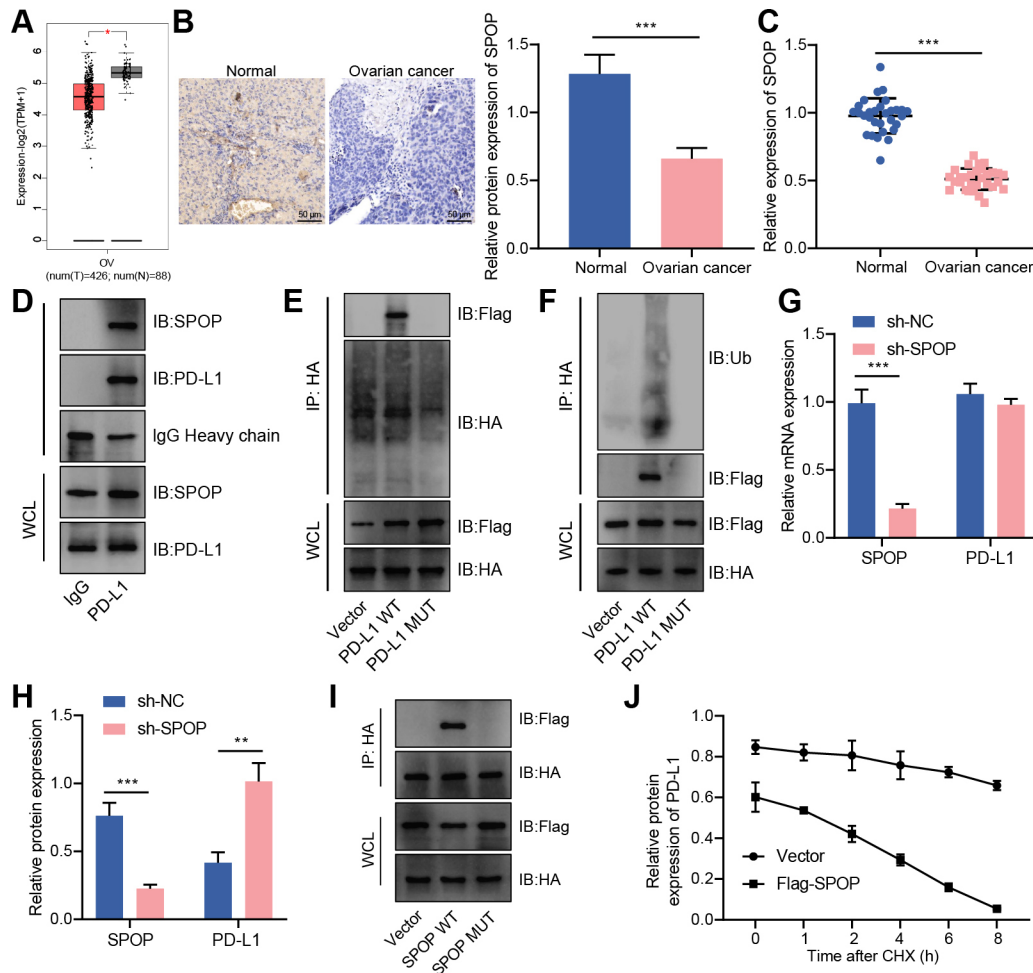 A
Expression-log2(TPM+1)
6
5
4
3
2
1
0
*
OV
(num(T)=426; num(N)=88)
B
Normal
Ovarian cancer
50 μm
50 μm
Relative protein expression of SPOP
1.5
1.0
0.5
0.0
***
Normal
Ovarian cancer
C
Relative expression of SPOP
1.5
1.0
0.5
0.0
***
Normal
Ovarian cancer
D
IB:SPOP
IB:PD-L1
IgG Heavy chain
WCL
IB:SPOP
WCL
IB:PD-L1
IgG
PD-L1
E
IP: HA
IB:Flag
IB:HA
WCL
IB:Flag
IB:HA
Vector
PD-L1 WT
PD-L1 MUT
F
IP: HA
IB:Ub
IB:Flag
WCL
IB:Flag
IB:HA
Vector
PD-L1 WT
PD-L1 MUT
G
sh-NC
sh-SPOP
Relative mRNA expression
1.5
1.0
0.5
0.0
***
SPOP
PD-L1
H
sh-NC
sh-SPOP
Relative protein expression
1.5
1.0
0.5
0.0
***
**
SPOP
PD-L1
I
IP: HA
IB:Flag
IB:HA
WCL
IB:Flag
IB:HA
Vector
SPOP WT
SPOP MUT
J
Relative protein
expression of PD-L1
1.0
0.8
0.6
0.4
0.2
0.0
Vector
Flag-SPOP
0 1 2 4 6 8
Time after CHX (h)